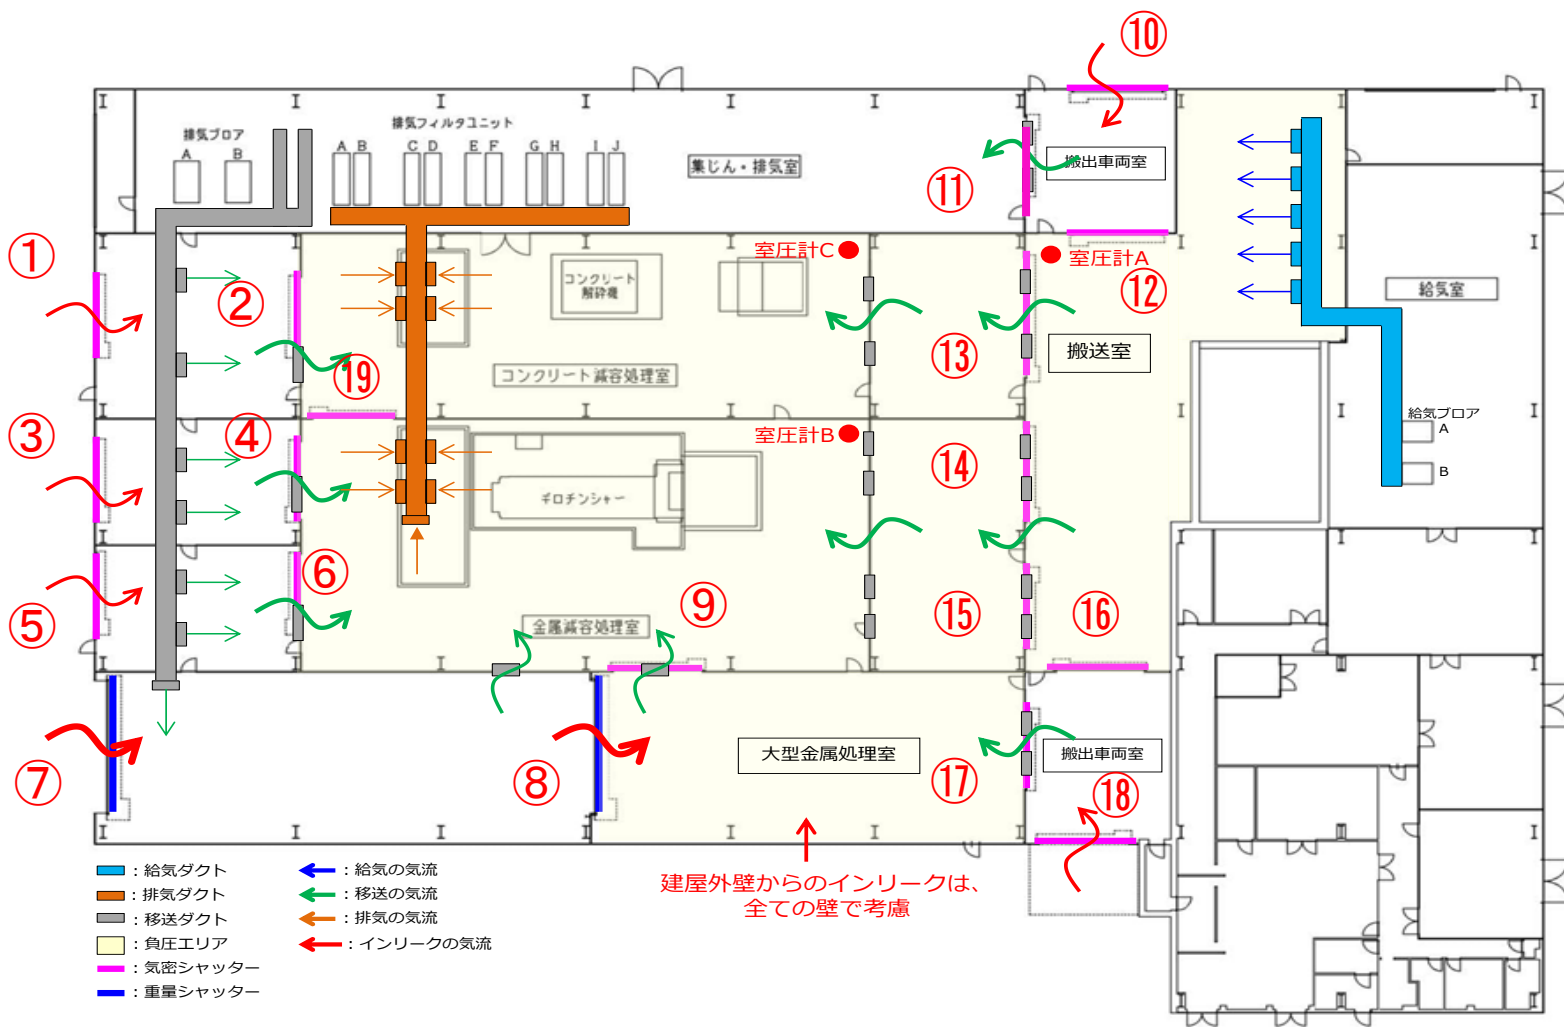 ⑩
排気ブロア
A B
排気フィルタユニット
A B C D E F G H I J
集じん・排気室
⑪
搬出車両室
①
②
室圧計C
室圧計A
⑫
コンクリート
解砕機
給気室
⑲
コンクリート減容処理室
⑬
搬送室
③
④
室圧計B
⑭
給気ブロア
A
B
ギロチンシャー
⑤
⑥
⑨
金属減容処理室
⑮
⑯
⑦
⑧
大型金属処理室
⑰
搬出車両室
⑱
建屋外壁からのインリークは、
全ての壁で考慮
:給気ダクト
:排気ダクト
:移送ダクト
:負圧エリア
:気密シャッター
:重量シャッター
:給気の気流
:移送の気流
:排気の気流
:インリークの気流